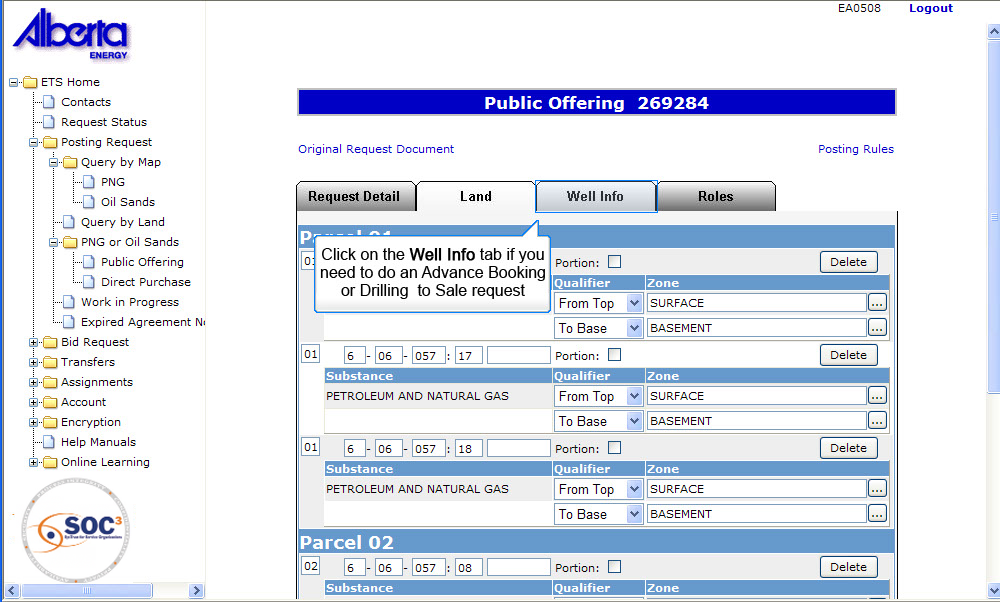 EA0508 Logout
Alberta
ENERGY
ETS Home
Contacts
Request Status
Posting Request
Query by Map
PNG
Oil Sands
Query by Land
PNG or Oil Sands
Public Offering
Direct Purchase
Work in Progress
Expired Agreement
Bid Request
Transfers
Assignments
Account
Encryption
Help Manuals
Online Learning
SOC3
Public Offering 269284
Original Request Document Posting Rules
Request Detail Land Well Info Roles
Parcel 01
Click on the Well Info tab if you
need to do an Advance Booking
or Drilling to Sale request
Portion: Delete
Qualifier Zone
From Top SURFACE ...
To Base BASEMENT ...
01 6 - 06 - 057 : 17 Portion: Delete
Substance Qualifier Zone
PETROLEUM AND NATURAL GAS From Top SURFACE ...
To Base BASEMENT ...
01 6 - 06 - 057 : 18 Portion: Delete
Substance Qualifier Zone
PETROLEUM AND NATURAL GAS From Top SURFACE ...
To Base BASEMENT ...
Parcel 02
02 6 - 06 - 057 : 08 Portion: Delete
Substance Qualifier Zone